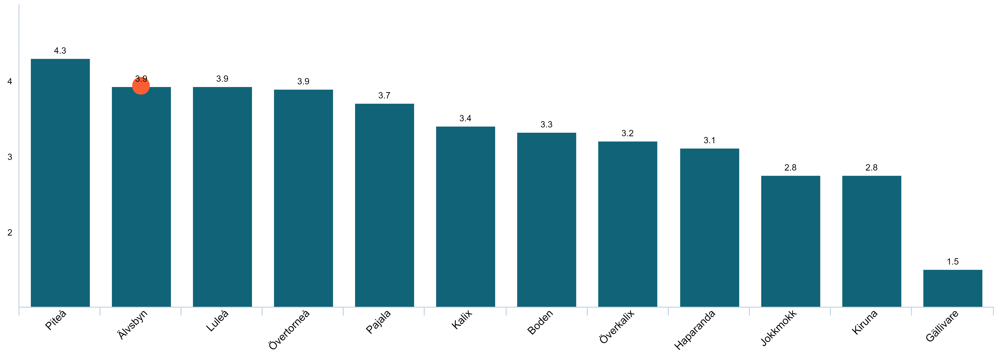 4.3
3.9
3.9
3.9
3.7
3.4
3.3
3.2
3.1
2.8
2.8
1.5
4
3
2
Piteå
Älvsbyn
Luleå
Övertorneå
Pajala
Kalix
Boden
Överkalix
Haparanda
Jokkmokk
Kiruna
Gällivare